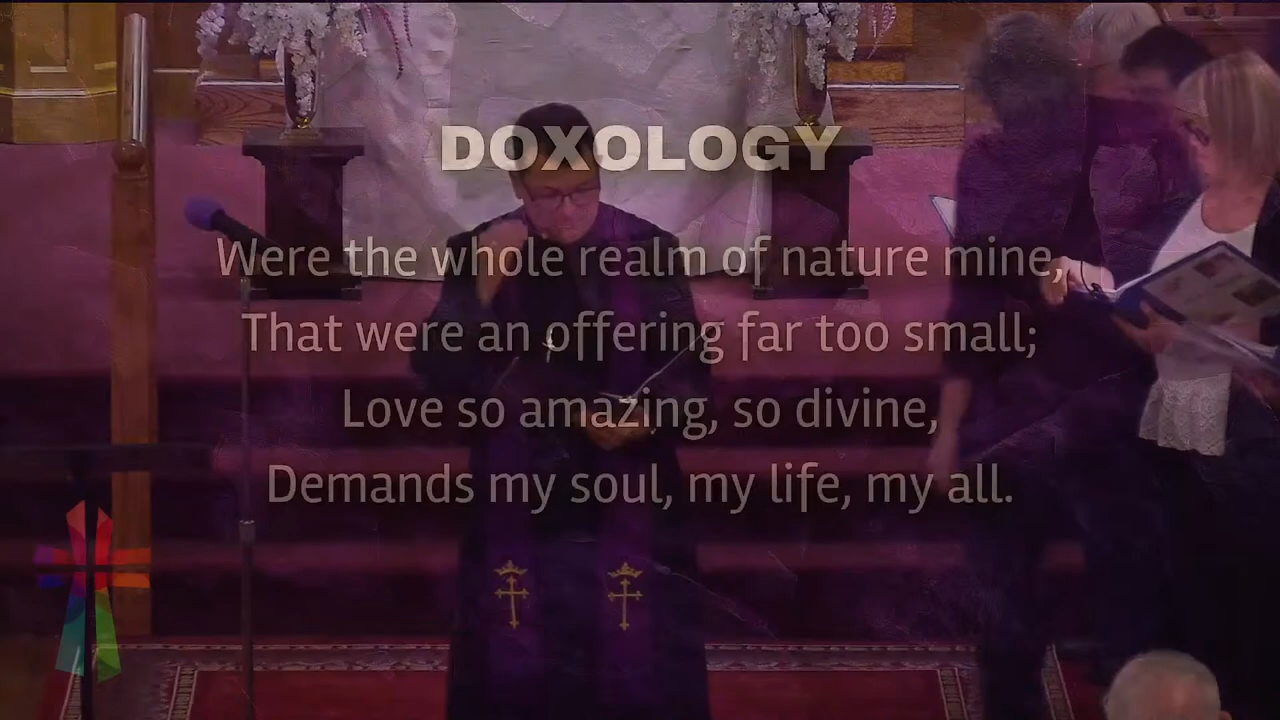 DOXOLOGY
Were the whole realm of nature mine,
That were an offering far too small;
Love so amazing, so divine,
Demands my soul, my life, my all.